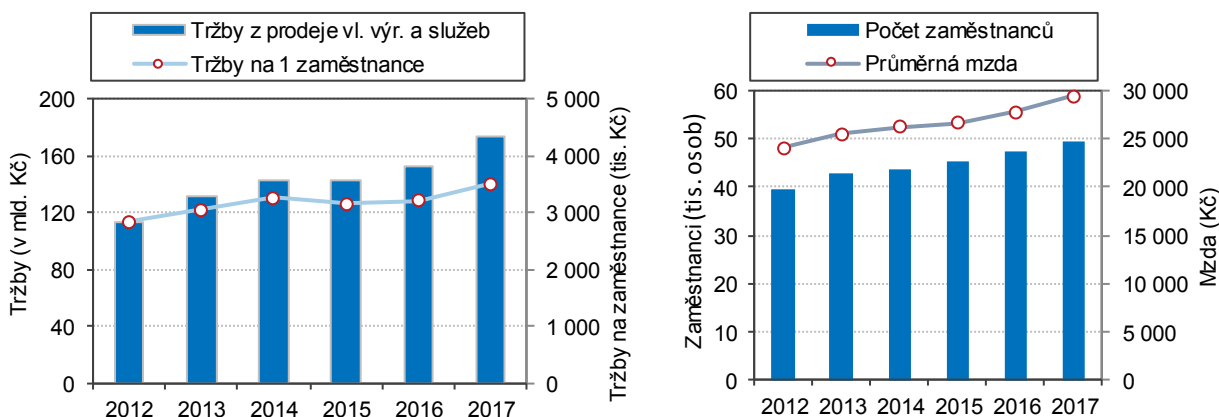 Tržby z prodeje vl. výr. a služeb
Tržby na 1 zaměstnance
Tržby (v mld. Kč)
200
160
120
80
40
0
5 000
4 000
3 000
2 000
1 000
0
Tržby na zaměstnance (tis. Kč)
2012 2013 2014 2015 2016 2017
Počet zaměstnanců
Průměrná mzda
Zaměstnanci (tis. osob)
60
50
40
30
20
10
0
30 000
25 000
20 000
15 000
10 000
5 000
0
Mzda (Kč)
2012 2013 2014 2015 2016 2017